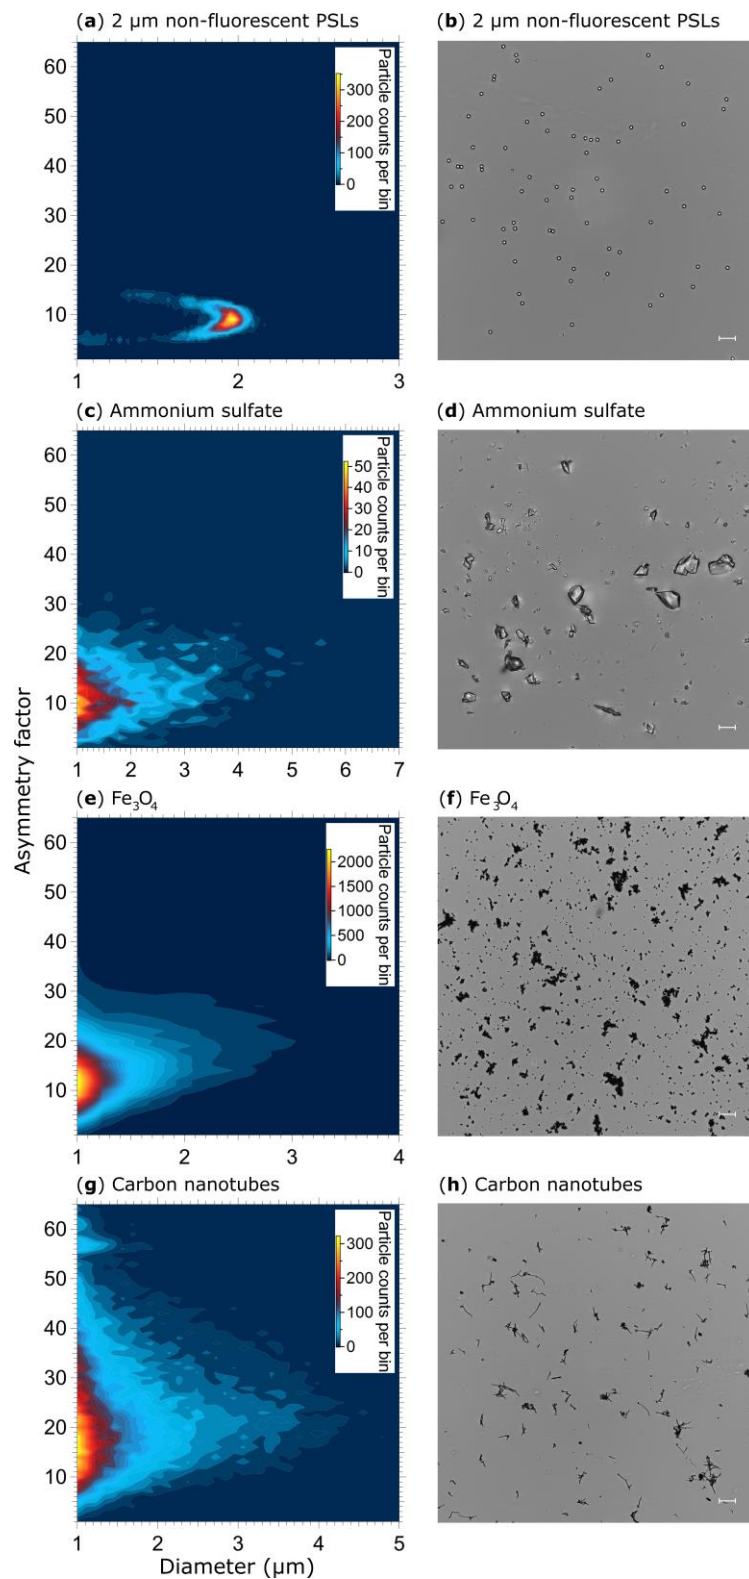 (a) 2 µm non-fluorescent PSLs
(b) 2 µm non-fluorescent PSLs
60
50
40
30
20
10
Particle counts per bin
300
200
100
0
1 2 3
(c) Ammonium sulfate
(d) Ammonium sulfate
60
50
40
30
20
10
Particle counts per bin
50
40
30
20
10
0
1 2 3 4 5 6 7
Asymmetry factor
(e) Fe₃O₄
(f) Fe₃O₄
60
50
40
30
20
10
Particle counts per bin
2000
1500
1000
500
0
1 2 3 4
(g) Carbon nanotubes
(h) Carbon nanotubes
60
50
40
30
20
10
Particle counts per bin
300
200
100
0
1 2 3 4 5
Diameter (µm)